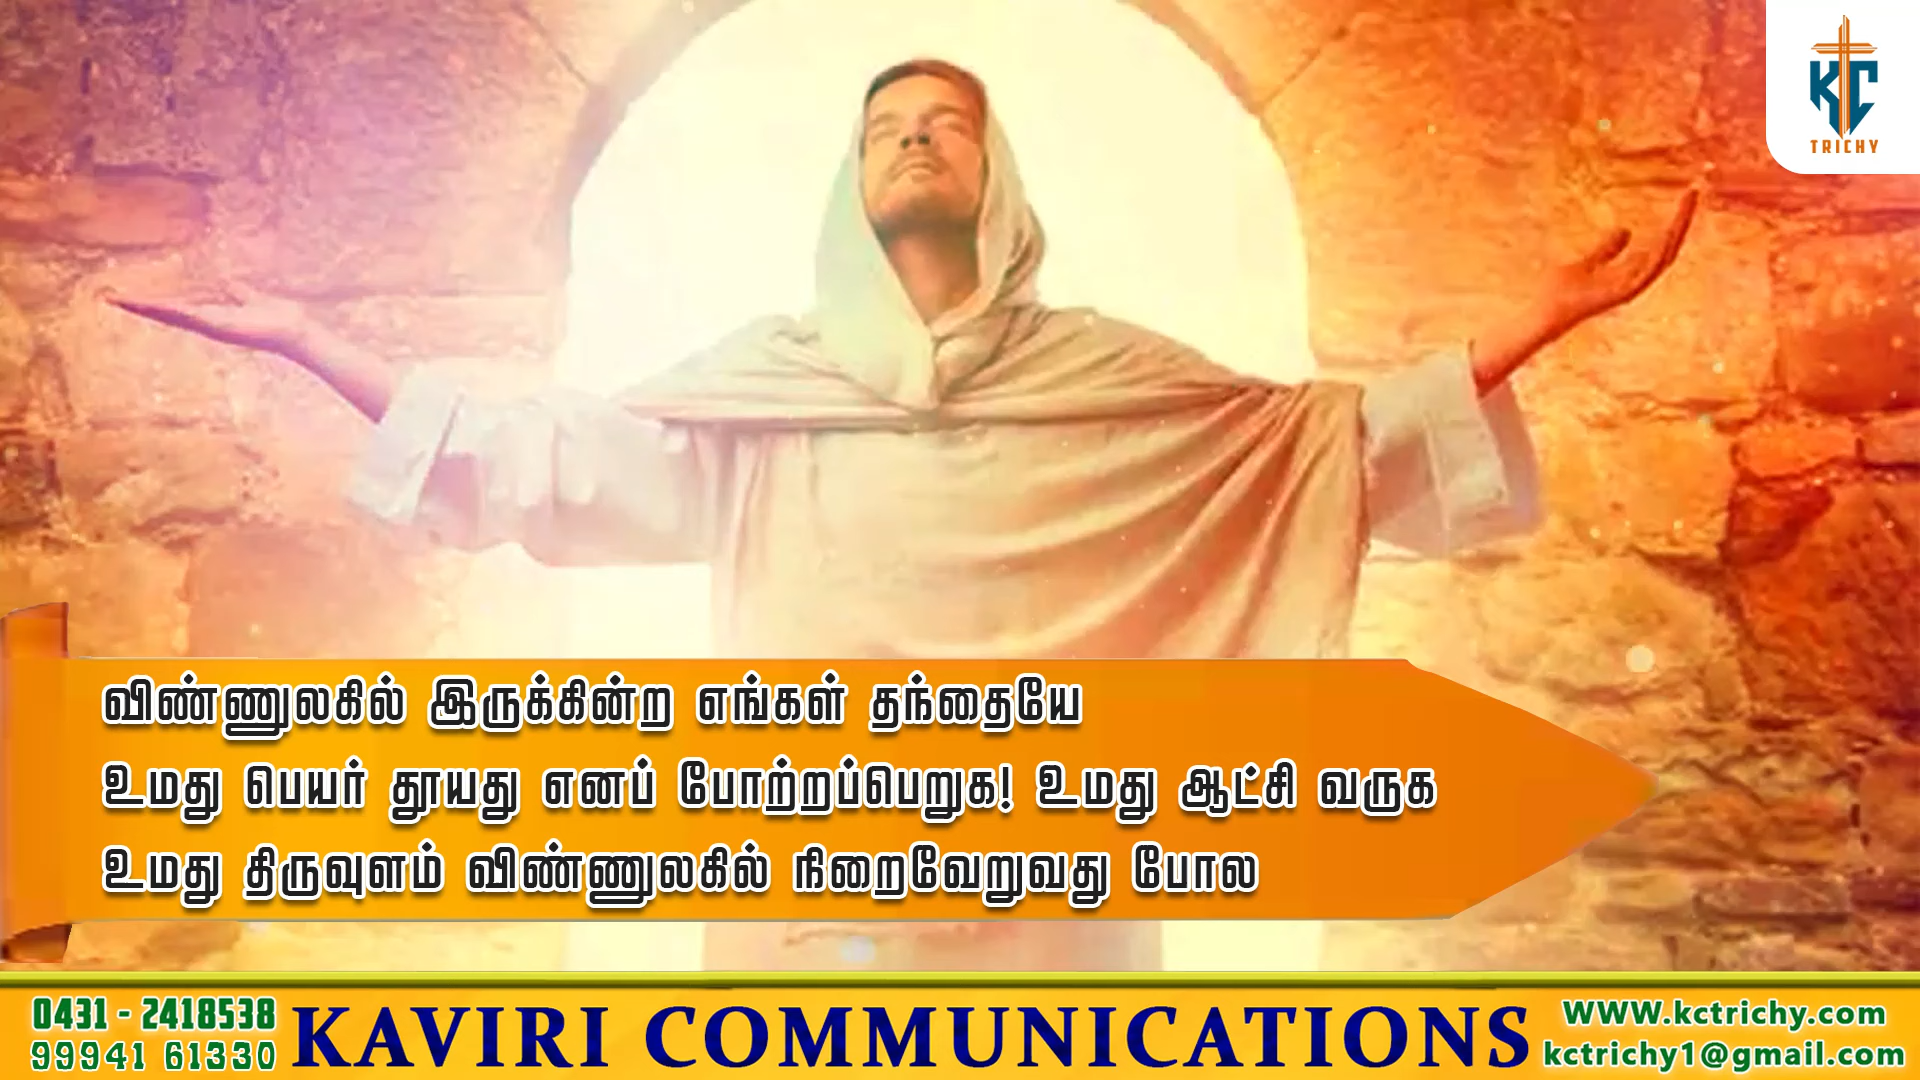 KC
TRICHY
விண்ணுலகில் இருக்கின்ற எங்கள் தந்தையே
உமது பெயர் தூயது எனப் போற்றப்பெறுக! உமது ஆட்சி வருக
உமது திருவுளம் விண்ணுலகில் நிறைவேறுவது போல
0431 - 2418538
99941 61330
KAVIRI COMMUNICATIONS
www.kctrichy.com
kctrichy1@gmail.com